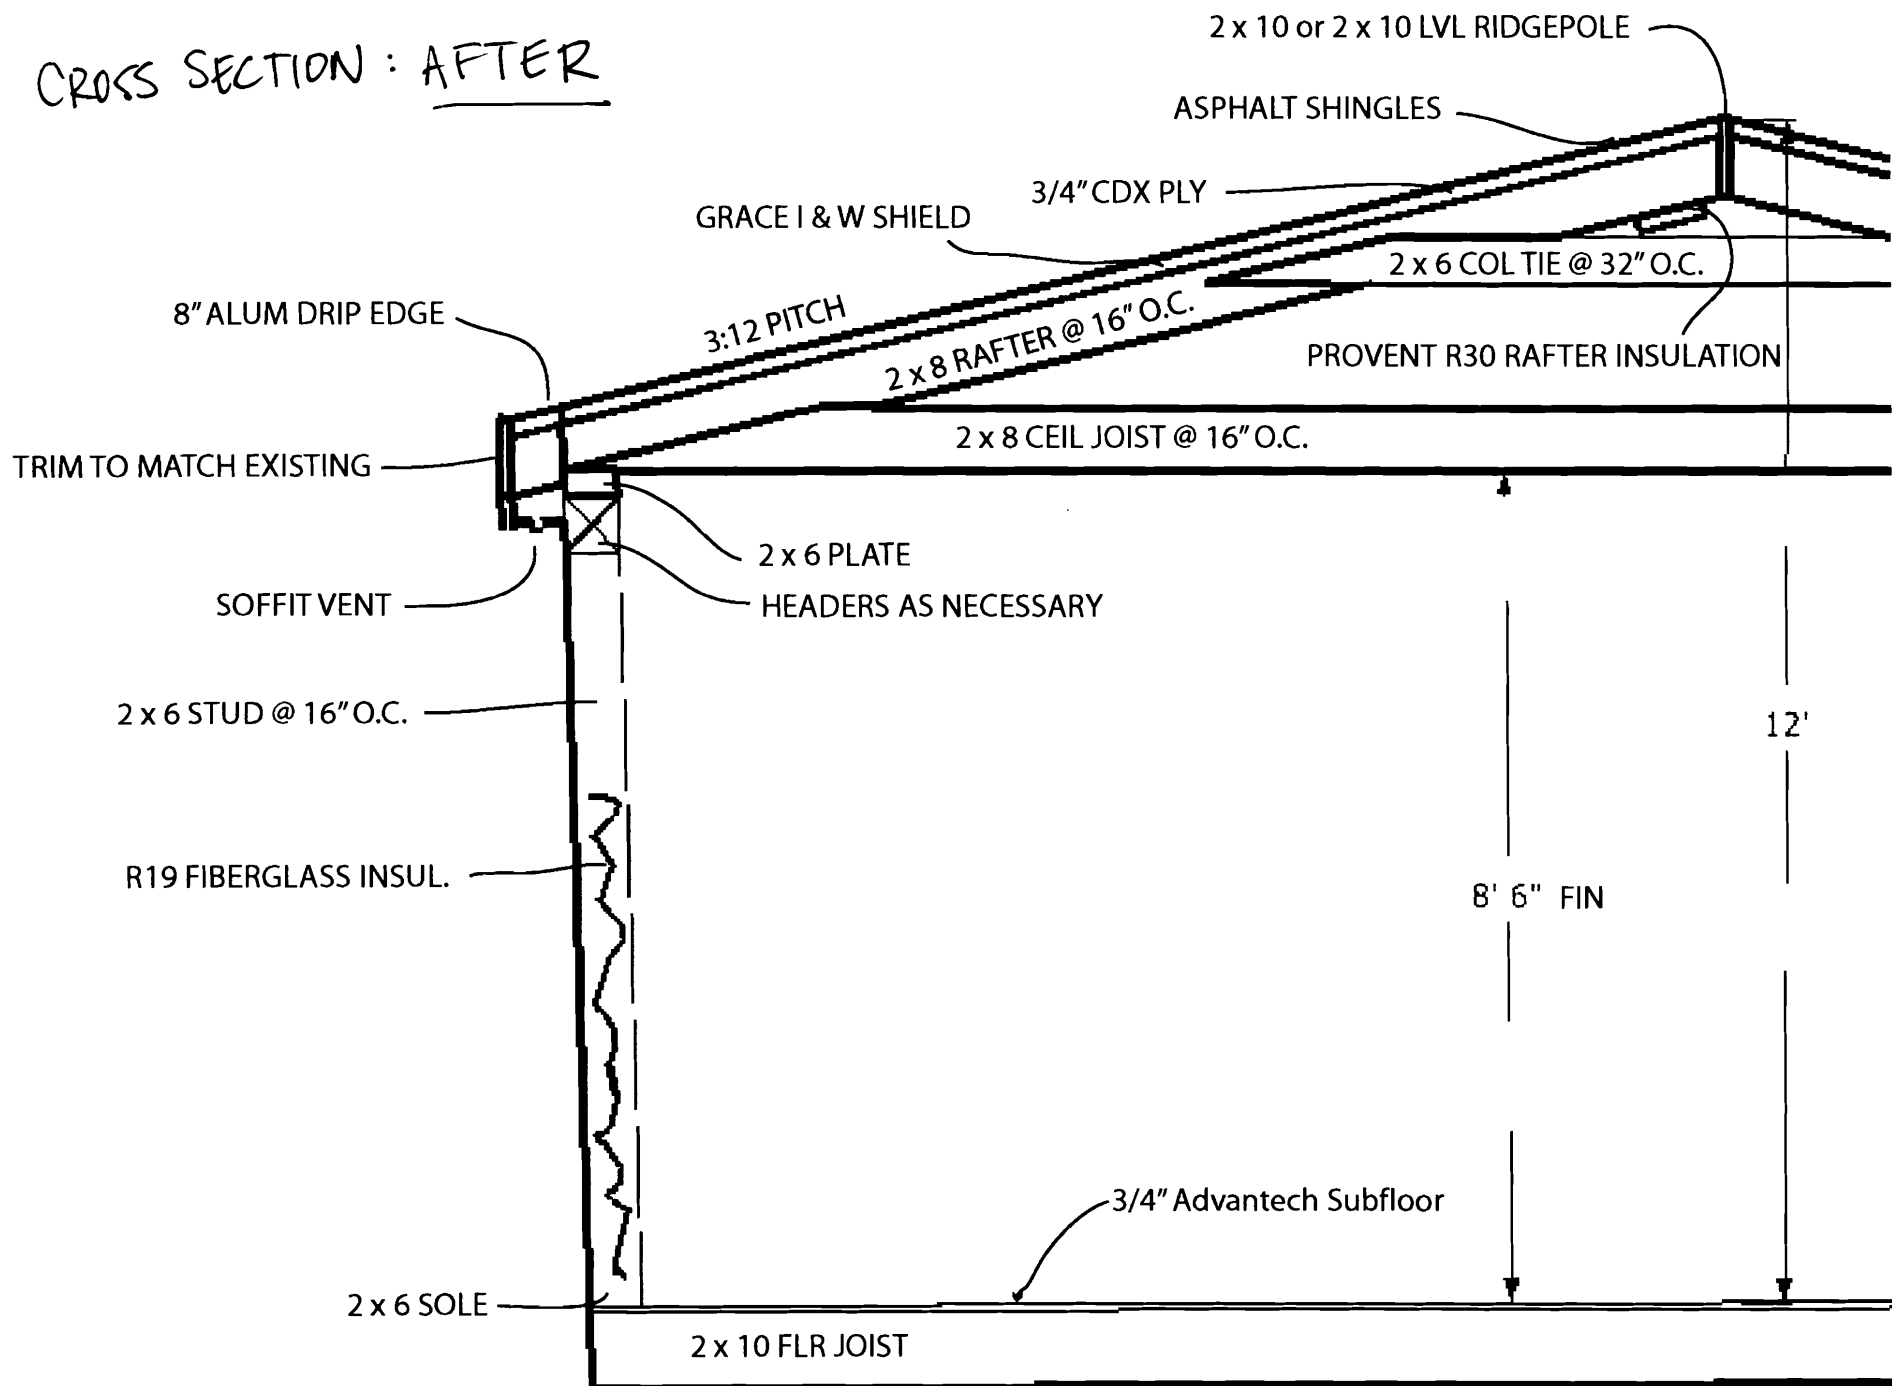 CROSS SECTION : AFTER
2 x 10 or 2 x 10 LVL RIDGEPOLE
ASPHALT SHINGLES
3/4" CDX PLY
GRACE I & W SHIELD
2 x 6 COL TIE @ 32" O.C.
8" ALUM DRIP EDGE
3:12 PITCH
2 x 8 RAFTER @ 16" O.C.
PROVENT R30 RAFTER INSULATION
2 x 8 CEIL JOIST @ 16" O.C.
TRIM TO MATCH EXISTING
2 x 6 PLATE
SOFFIT VENT
HEADERS AS NECESSARY
2 x 6 STUD @ 16" O.C.
12'
R19 FIBERGLASS INSUL.
8' 6" FIN
3/4" Advantech Subfloor
2 x 6 SOLE
2 x 10 FLR JOIST